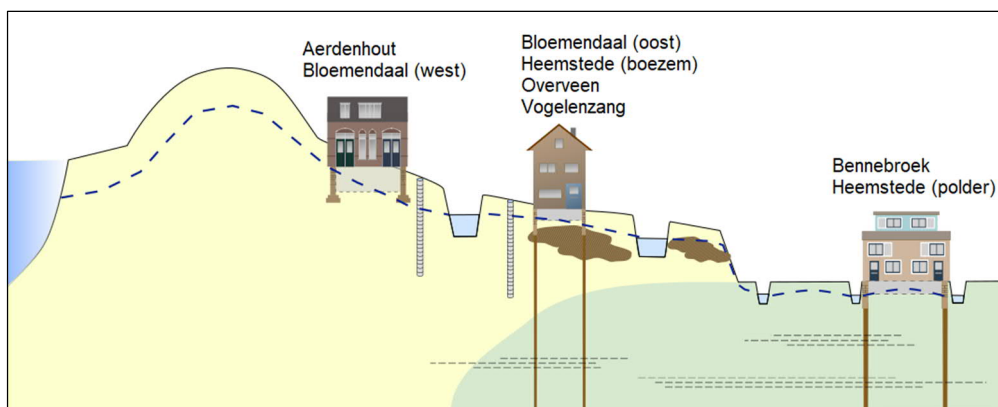 Aerdenhout
Bloemendaal (west)
Bloemendaal (oost)
Heemstede (boezem)
Overveen
Vogelenzang
Bennebroek
Heemstede (polder)